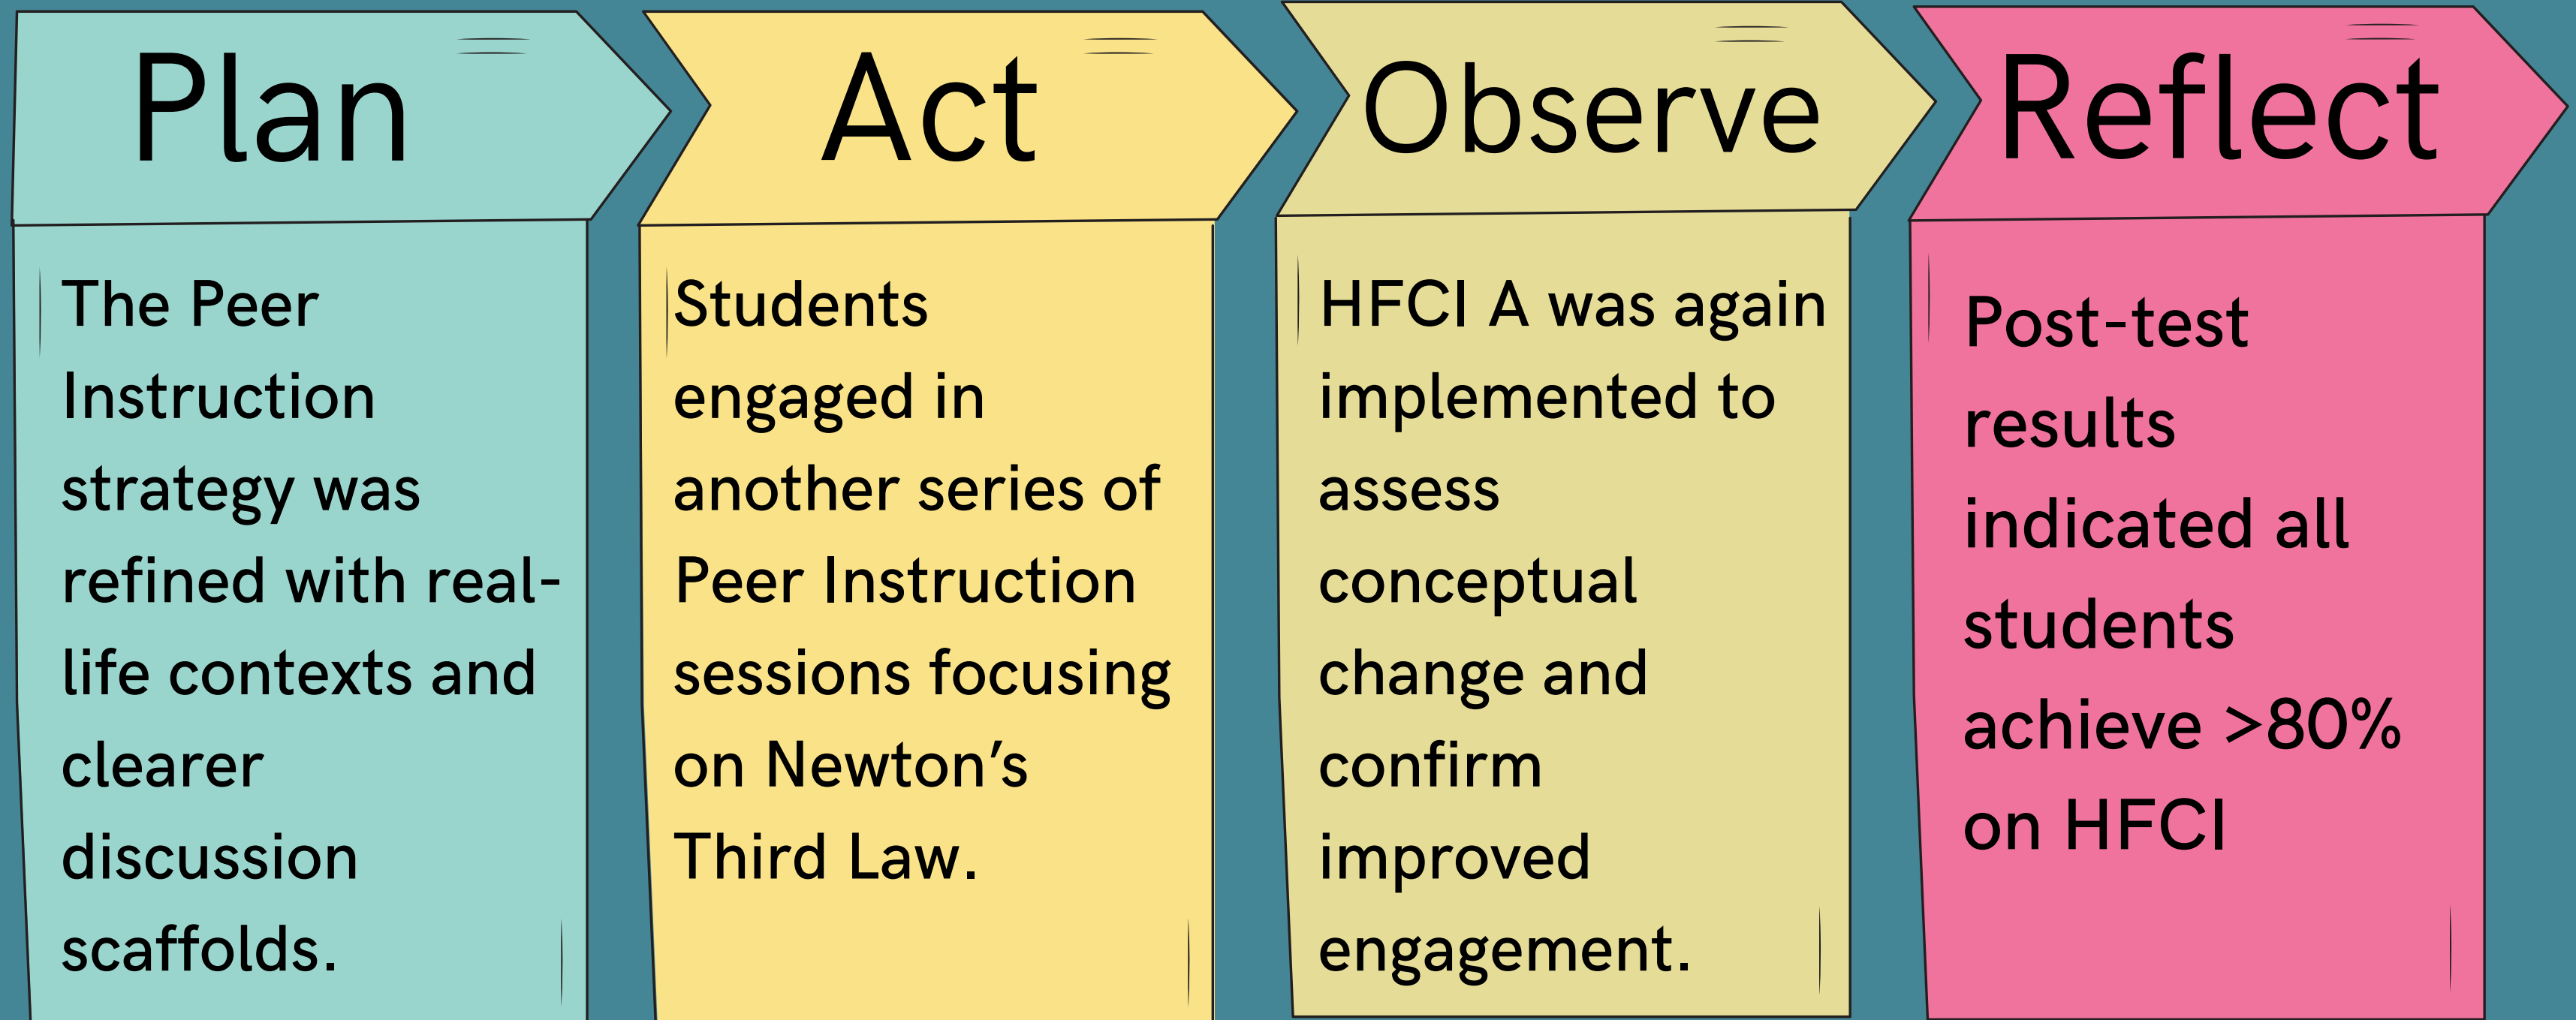 Plan
The Peer
Instruction
strategy was
refined with real-
life contexts and
clearer
discussion
scaffolds.
Act
Students
engaged in
another series of
Peer Instruction
sessions focusing
on Newton’s
Third Law.
Observe
HFCI A was again
implemented to
assess
conceptual
change and
confirm
improved
engagement.
Reflect
Post-test
results
indicated all
students
achieve >80%
on HFCI